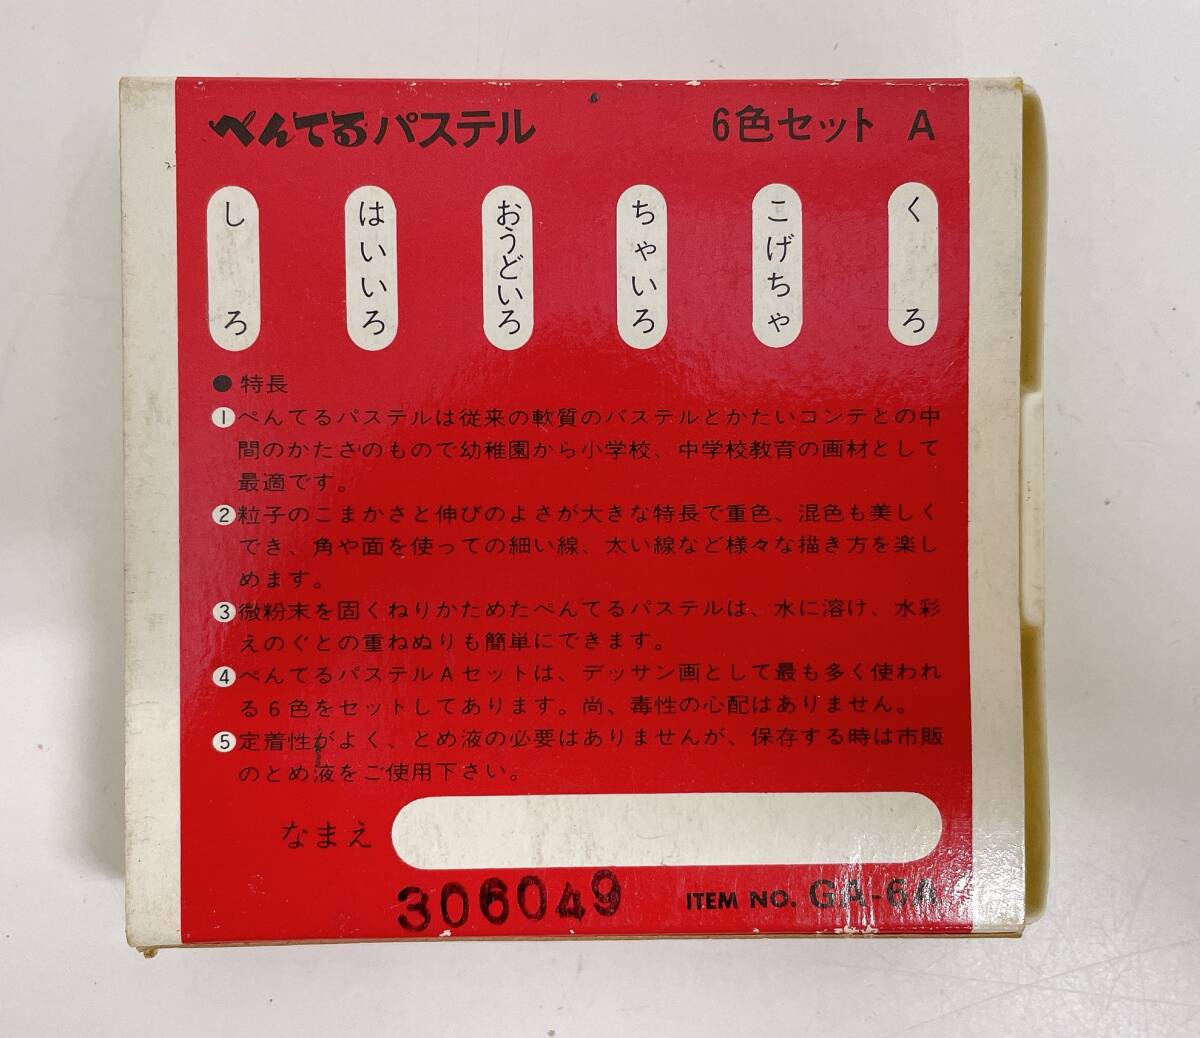 ぺんてるパステル 6色セット A
しろ
はいいろ
おうどいろ
ちゃいろ
こげちゃ
くろ
● 特長
① ぺんてるパステルは従来の軟質のパステルとかたいコンテとの中
間のかたさのもので幼稚園から小学校、中学校教育の画材として
最適です。
② 粒子のこまかさと伸びのよさが大きな特長で重色、混色も美しく
でき、角や面を使っての細い線、太い線など様々な描き方を楽し
めます。
③ 微粉末を固くねりかためたぺんてるパステルは、水に溶け、水彩
えのぐとの重ねぬりも簡単にできます。
④ ぺんてるパステルAセットは、デッサン画として最も多く使われ
る6色をセットしてあります。尚、毒性の心配はありません。
⑤ 定着性がよく、とめ液の必要はありませんが、保存する時は市販
のとめ液をご使用下さい。
なまえ
306049 ITEM NO. GA-6A